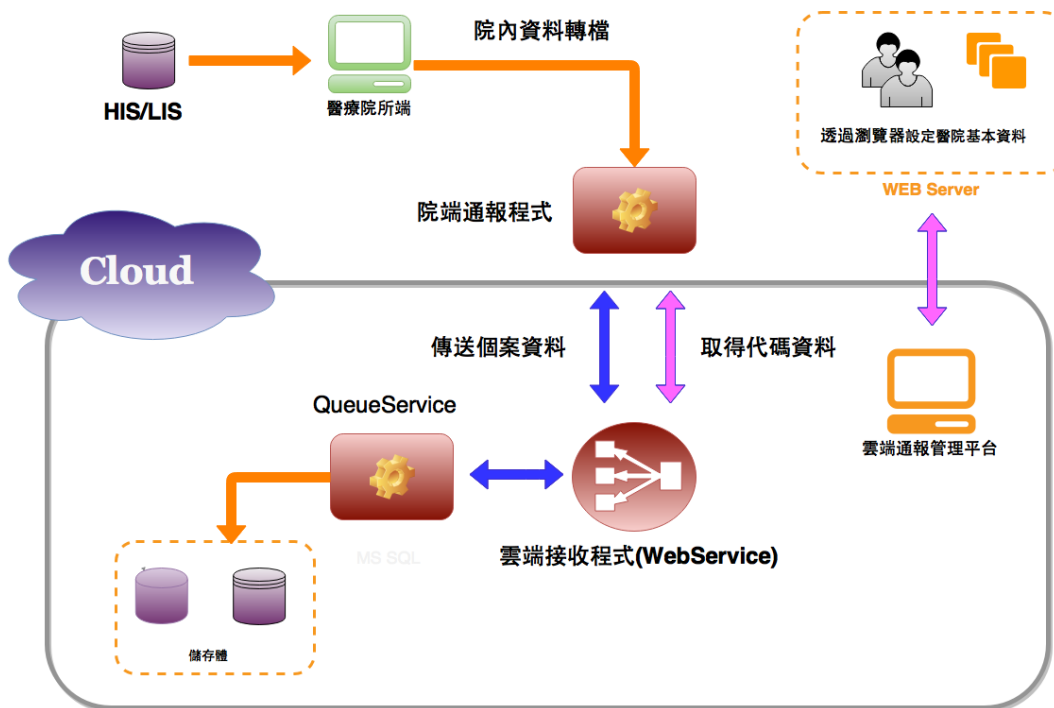 院內資料轉檔
HIS/LIS
醫療院所端
透過瀏覽器設定醫院基本資料
WEB Server
院端通報程式
Cloud
傳送個案資料
取得代碼資料
QueueService
雲端通報管理平台
MS SQL
雲端接收程式(WebService)
儲存體